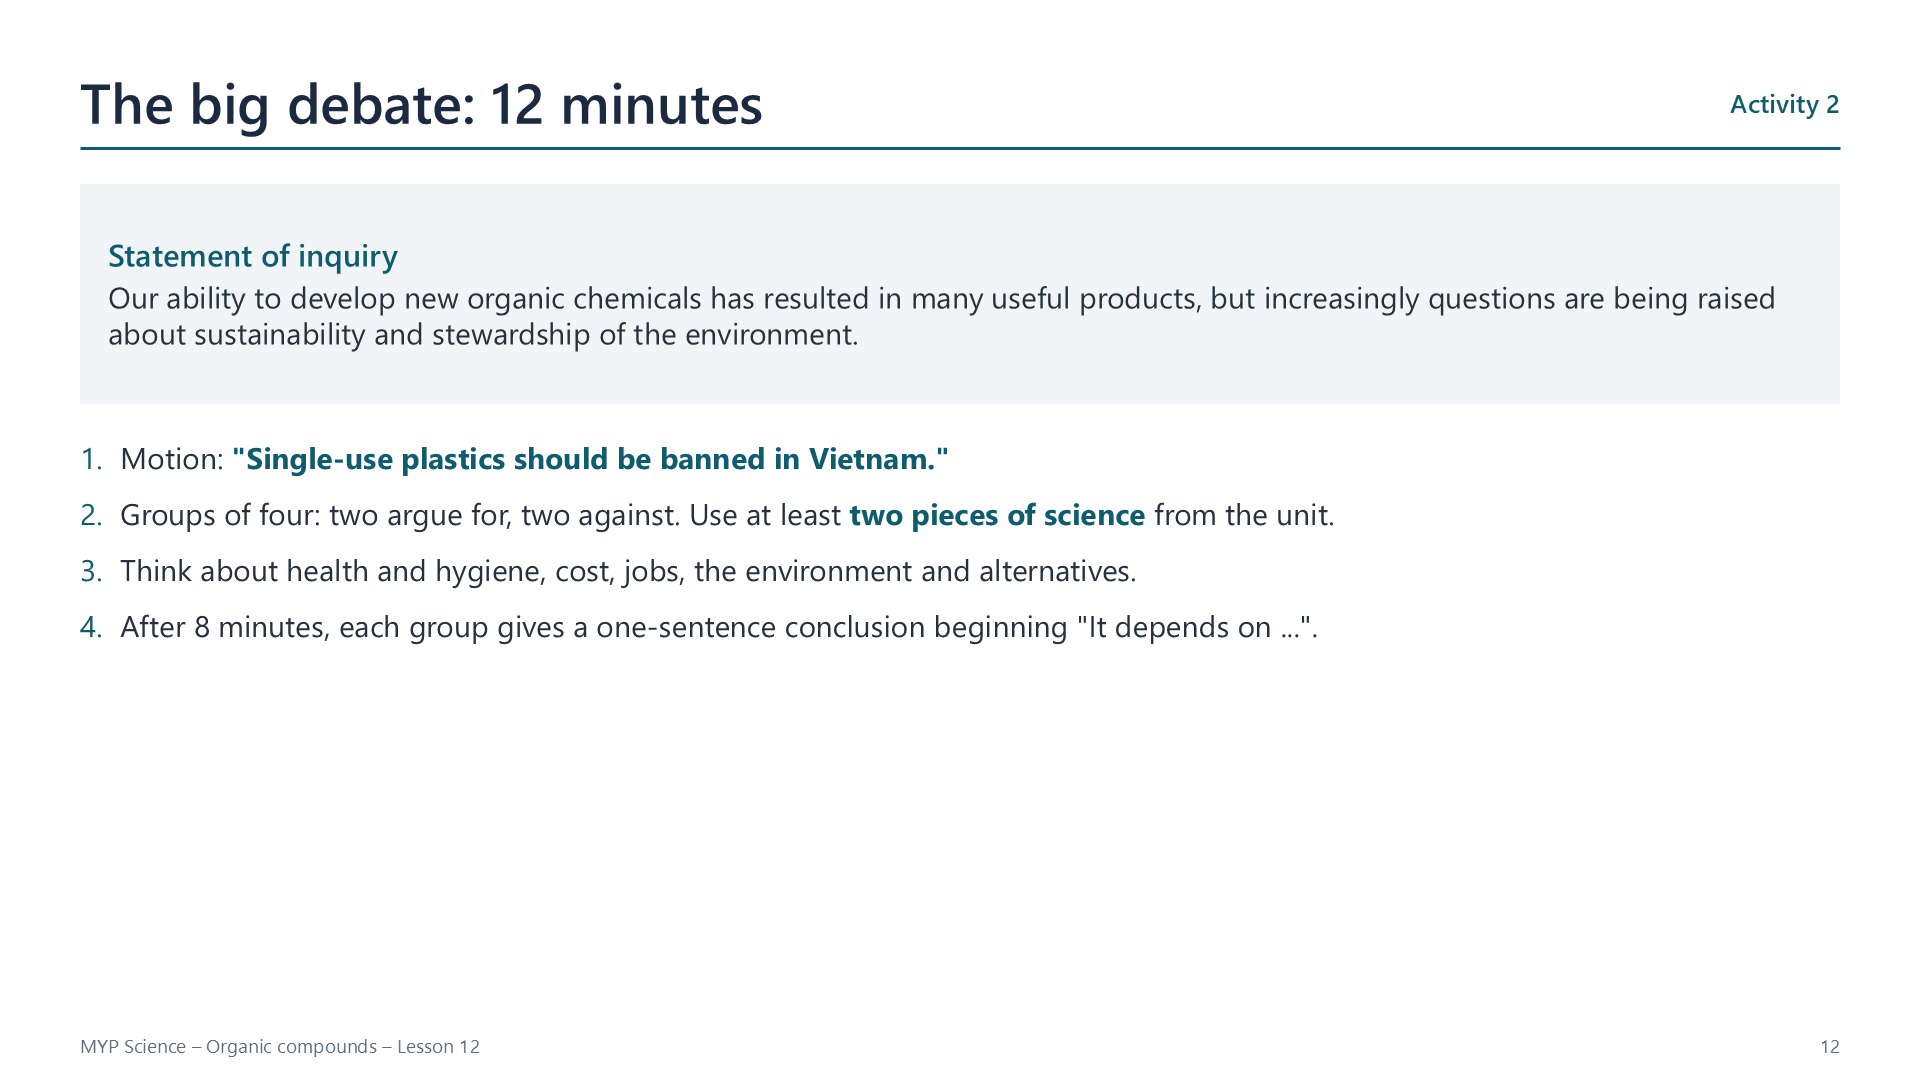 The big debate: 12 minutes
Activity 2
Statement of inquiry
Our ability to develop new organic chemicals has resulted in many useful products, but increasingly questions are being raised
about sustainability and stewardship of the environment.
1. Motion: "Single-use plastics should be banned in Vietnam."
2. Groups of four: two argue for, two against. Use at least two pieces of science from the unit.
3. Think about health and hygiene, cost, jobs, the environment and alternatives.
4. After 8 minutes, each group gives a one-sentence conclusion beginning "It depends on ...".
MYP Science – Organic compounds – Lesson 12
12